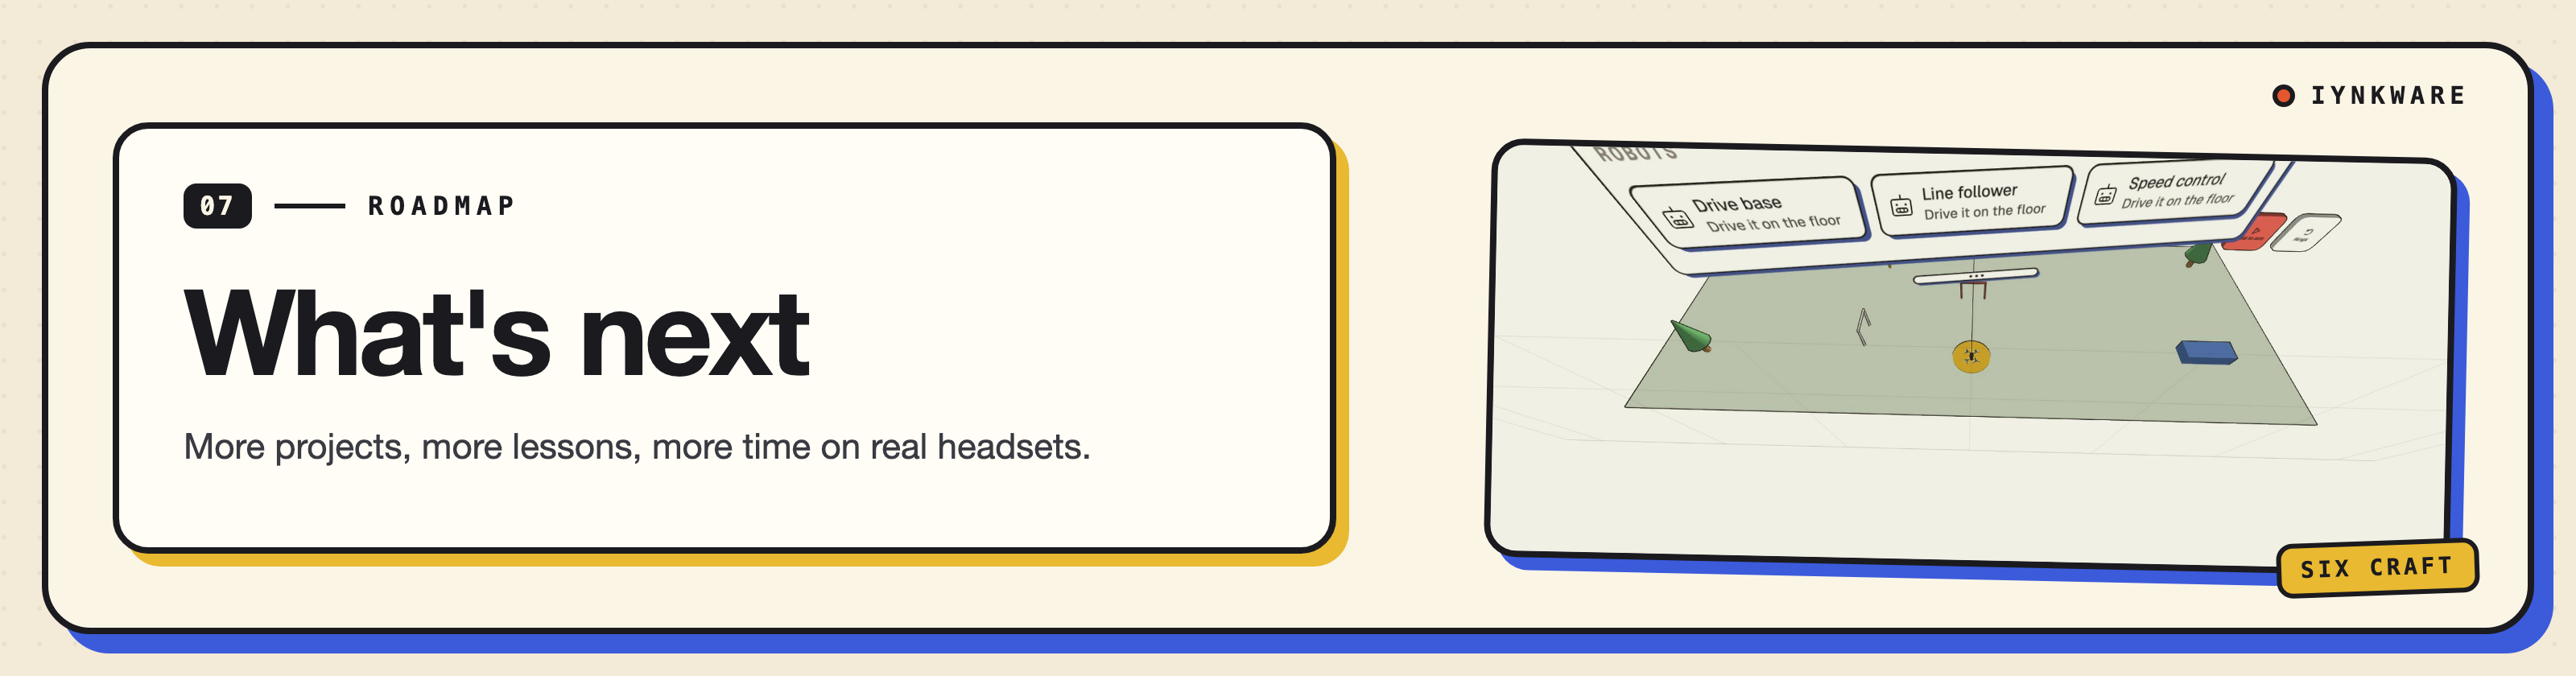 IYNKWARE
07 ROADMAP
What's next
More projects, more lessons, more time on real headsets.
ROBOTS
Drive base
Drive it on the floor
Line follower
Drive it on the floor
Speed control
Drive it on the floor
SIX CRAFT